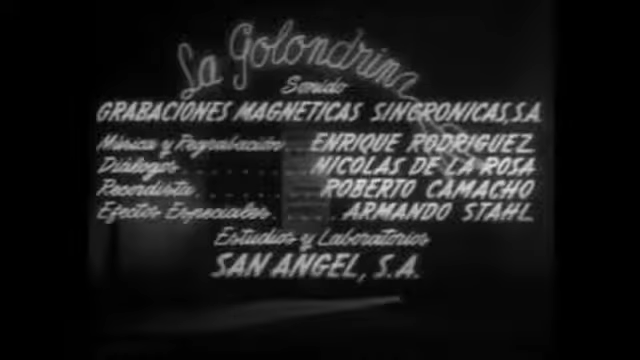 La Golondrina
Sonido
GRABACIONES MAGNETICAS SINCRONICAS, S.A.
Música y Regrabación ENRIQUE RODRIGUEZ
Diálogos NICOLAS DE LA ROSA
Recordista ROBERTO CAMACHO
Efectos Especiales ARMANDO STAHL
Estudios y Laboratorios
SAN ANGEL, S.A.